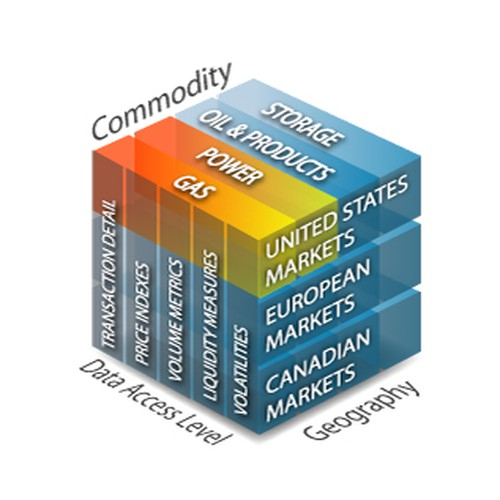 Commodity
STORAGE
OIL & PRODUCTS
POWER
GAS
TRANSACTION DETAIL
PRICE INDEXES
VOLUME METRICS
LIQUIDITY MEASURES
VOLATILITIES
UNITED STATES
MARKETS
EUROPEAN
MARKETS
CANADIAN
MARKETS
Data Access Level
Geography